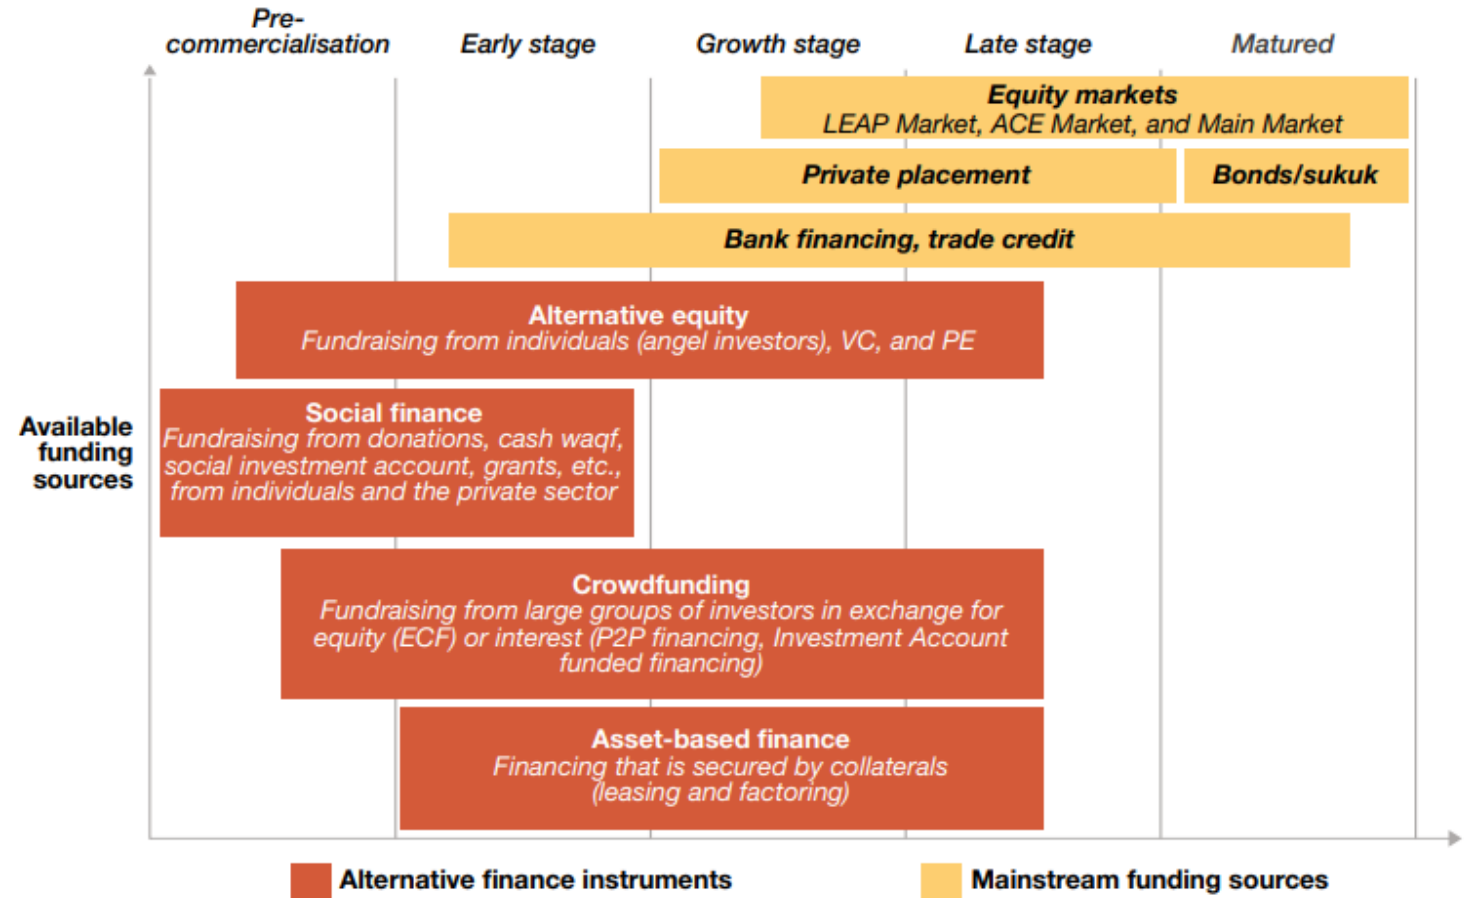 Pre-
commercialisation
Early stage
Growth stage
Late stage
Matured
Equity markets
LEAP Market, ACE Market, and Main Market
Private placement
Bonds/sukuk
Bank financing, trade credit
Alternative equity
Fundraising from individuals (angel investors), VC, and PE
Available
funding
sources
Social finance
Fundraising from donations, cash waqf,
social investment account, grants, etc.,
from individuals and the private sector
Crowdfunding
Fundraising from large groups of investors in exchange for
equity (ECF) or interest (P2P financing, Investment Account
funded financing)
Asset-based finance
Financing that is secured by collaterals
(leasing and factoring)
Alternative finance instruments
Mainstream funding sources